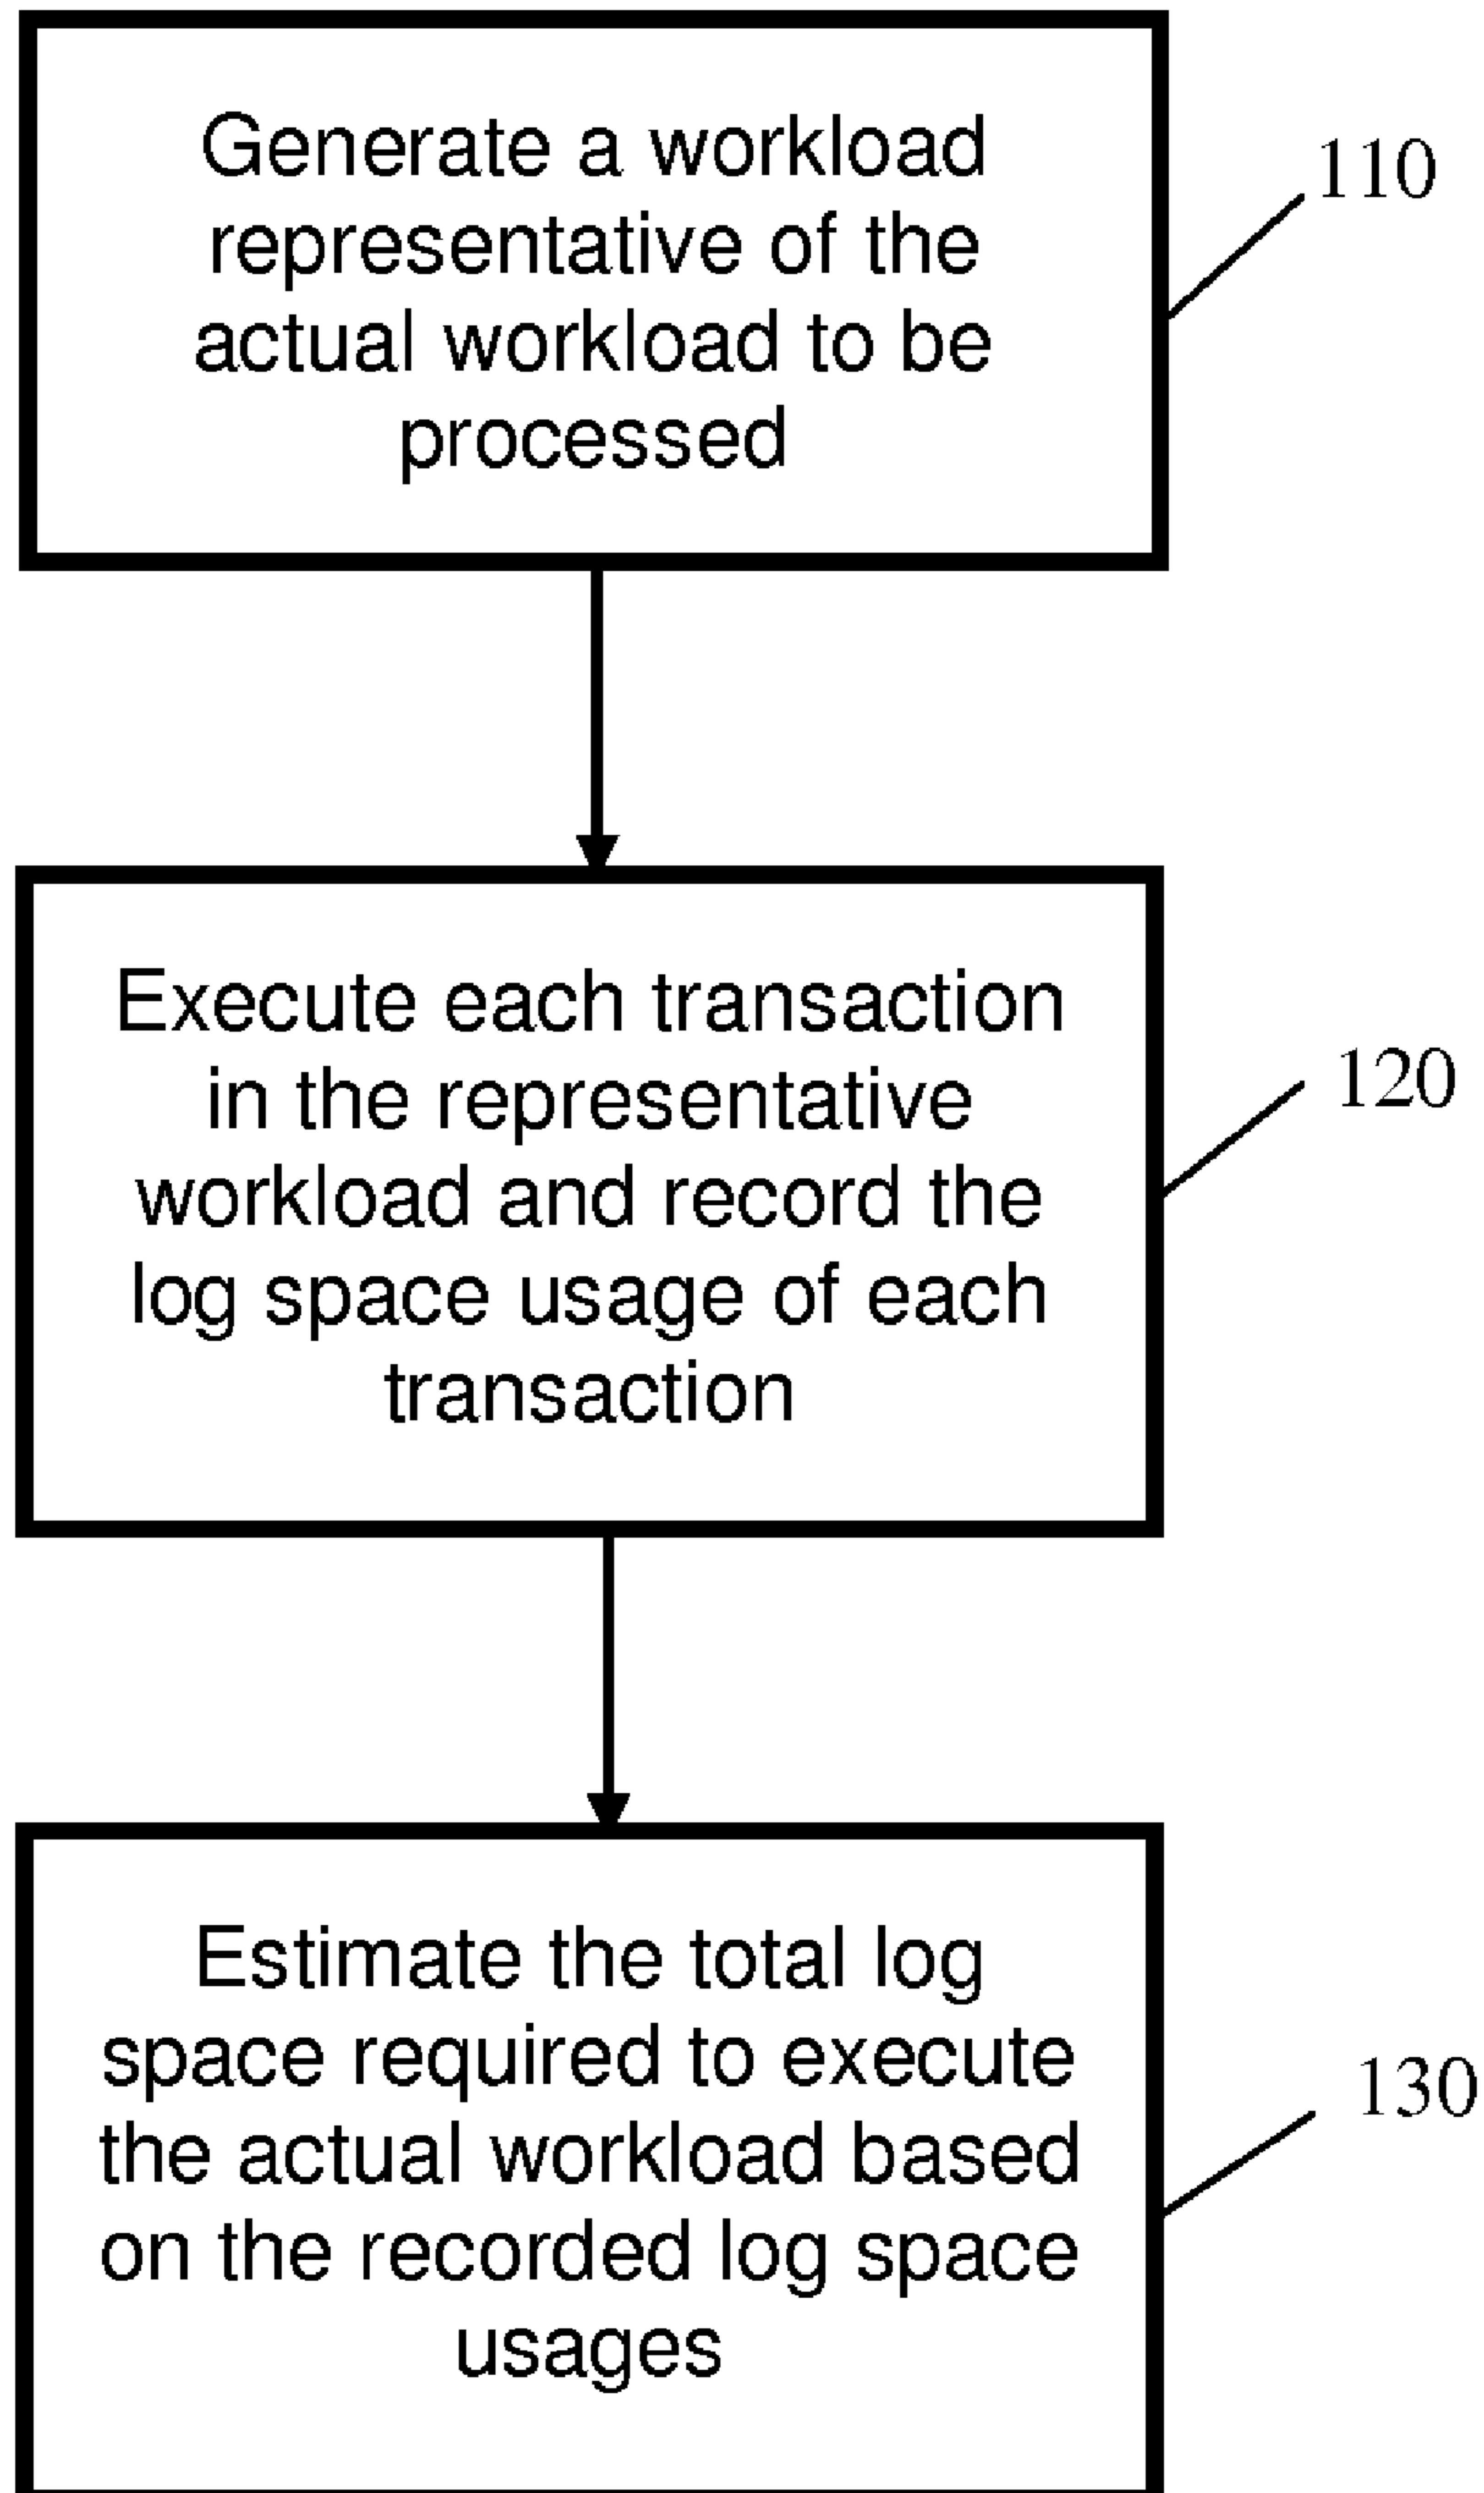 Generate a workload
representative of the
actual workload to be
processed
110
Execute each transaction
in the representative
workload and record the
log space usage of each
transaction
120
Estimate the total log
space required to execute
the actual workload based
on the recorded log space
usages
130